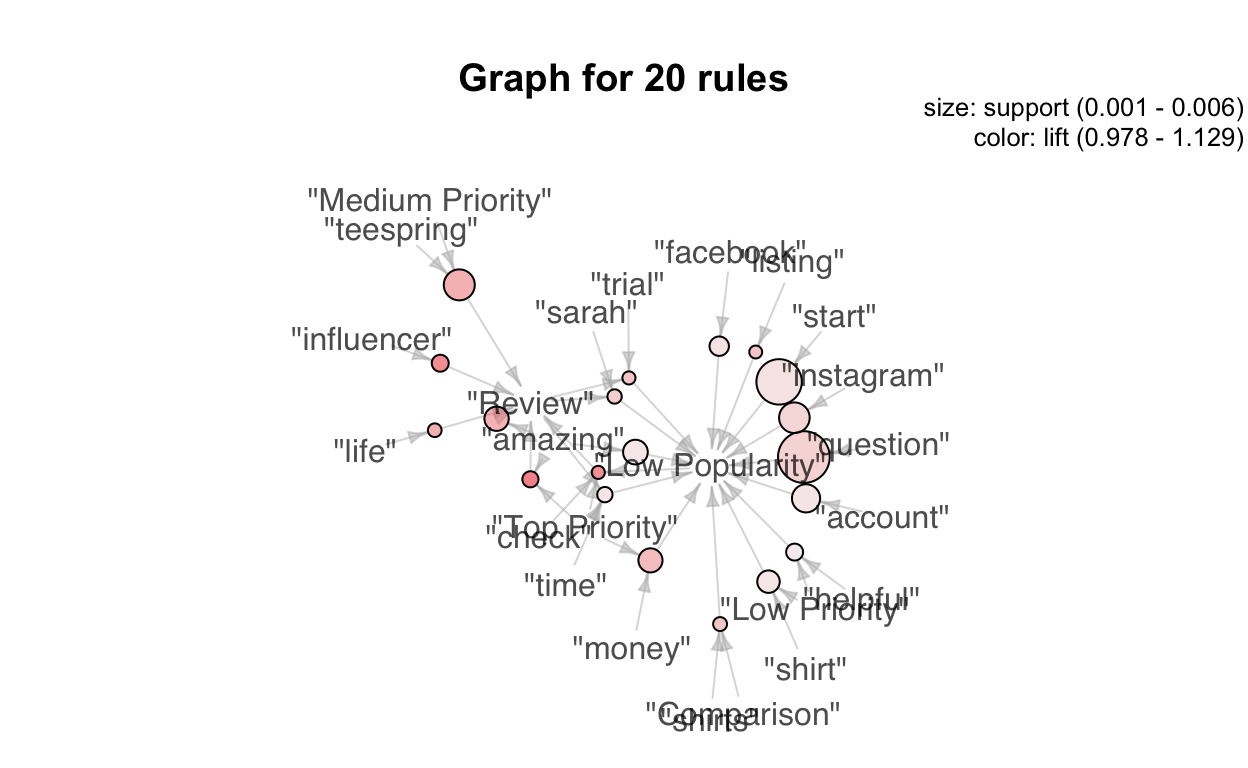 Graph for 20 rules
size: support (0.001 - 0.006)
color: lift (0.978 - 1.129)
"Medium Priority"
"teespring"
"facebook"
"listing"
"trial"
"sarah"
"start"
"influencer"
"instagram"
"Review"
"amazing"
"question"
"life"
"Low Popularity"
"account"
"Top Priority"
"check"
"time"
"helpful"
"Low Priority"
"money"
"shirt"
"Comparison"
"shirts"